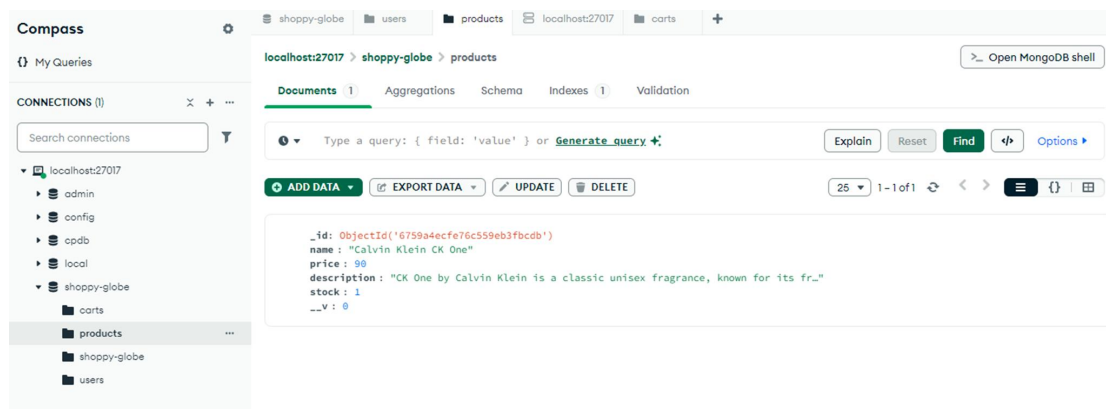 Compass
{} My Queries
CONNECTIONS (1)
Search connections
localhost:27017
admin
config
cpdb
local
shoppy-globe
carts
products
shoppy-globe
users
shoppy-globe users products localhost:27017 carts
localhost:27017 > shoppy-globe > products
>_ Open MongoDB shell
Documents 1 Aggregations Schema Indexes 1 Validation
Type a query: { field: 'value' } or Generate query
Explain Reset Find </> Options
ADD DATA EXPORT DATA UPDATE DELETE
25 1-1 of 1 {}
_id: ObjectId('6759a4ecfe76c559eb3fbcdb')
name : "Calvin Klein CK One"
price : 90
description : "CK One by Calvin Klein is a classic unisex fragrance, known for its fr…"
stock : 1
__v : 0